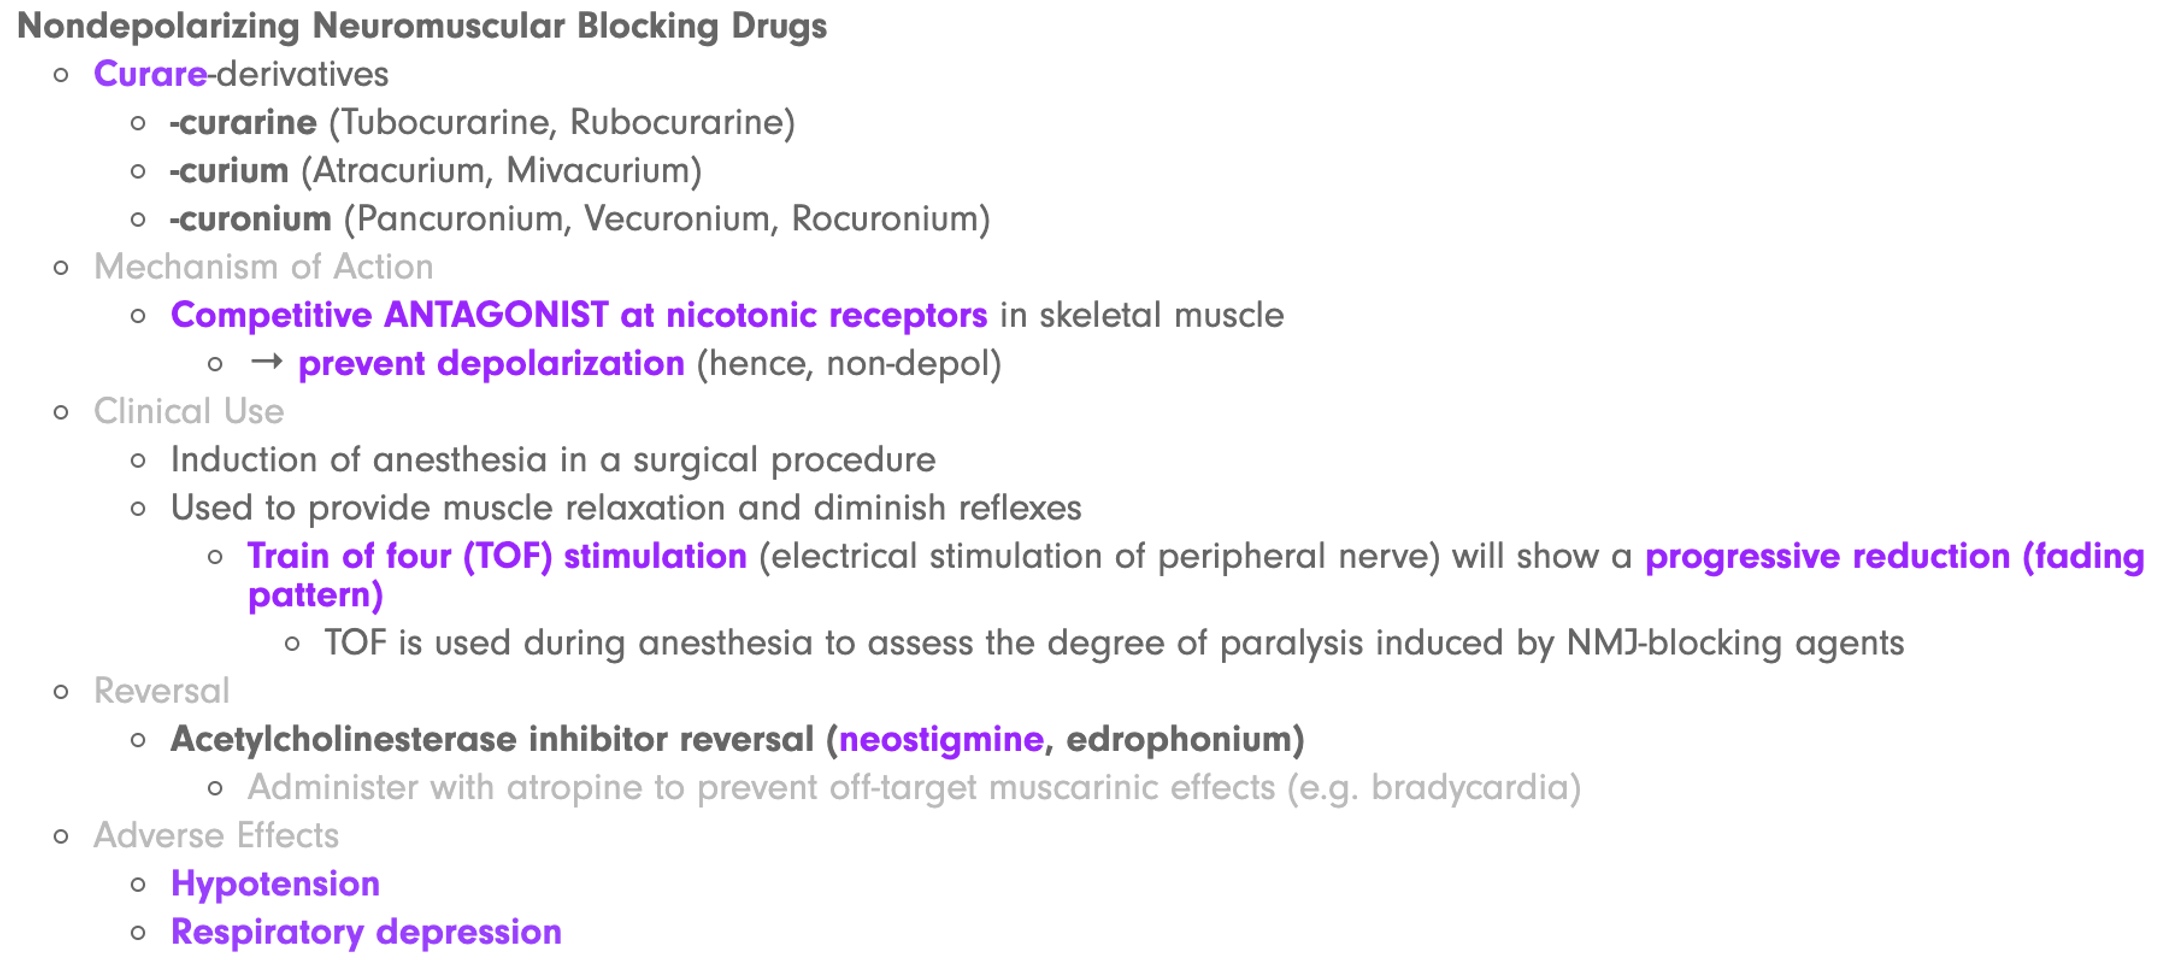 Nondepolarizing Neuromuscular Blocking Drugs
Curare-derivatives
-curarine (Tubocurarine, Rubocurarine)
-curium (Atracurium, Mivacurium)
-curonium (Pancuronium, Vecuronium, Rocuronium)
Mechanism of Action
Competitive ANTAGONIST at nicotonic receptors in skeletal muscle
→ prevent depolarization (hence, non-depol)
Clinical Use
Induction of anesthesia in a surgical procedure
Used to provide muscle relaxation and diminish reflexes
Train of four (TOF) stimulation (electrical stimulation of peripheral nerve) will show a progressive reduction (fading
pattern)
TOF is used during anesthesia to assess the degree of paralysis induced by NMJ-blocking agents
Reversal
Acetylcholinesterase inhibitor reversal (neostigmine, edrophonium)
Administer with atropine to prevent off-target muscarinic effects (e.g. bradycardia)
Adverse Effects
Hypotension
Respiratory depression